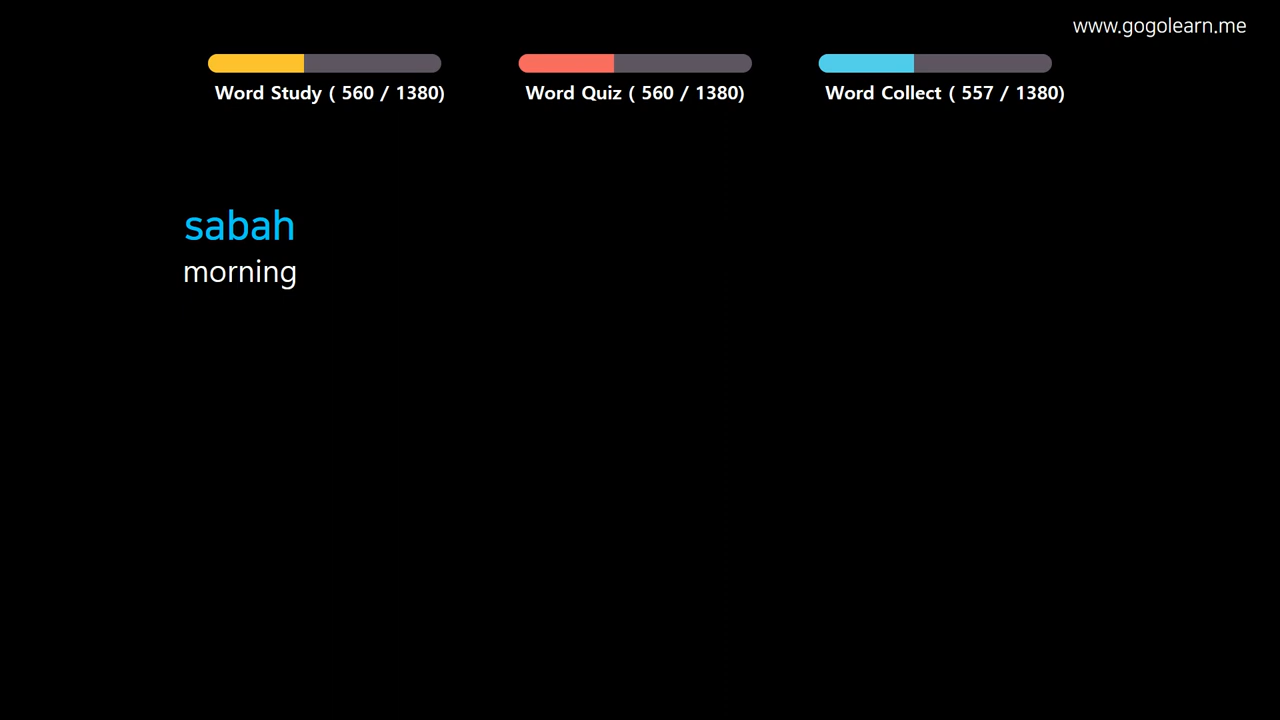 www.gogolearn.me
Word Study ( 560 / 1380)
Word Quiz ( 560 / 1380)
Word Collect ( 557 / 1380)
sabah
morning